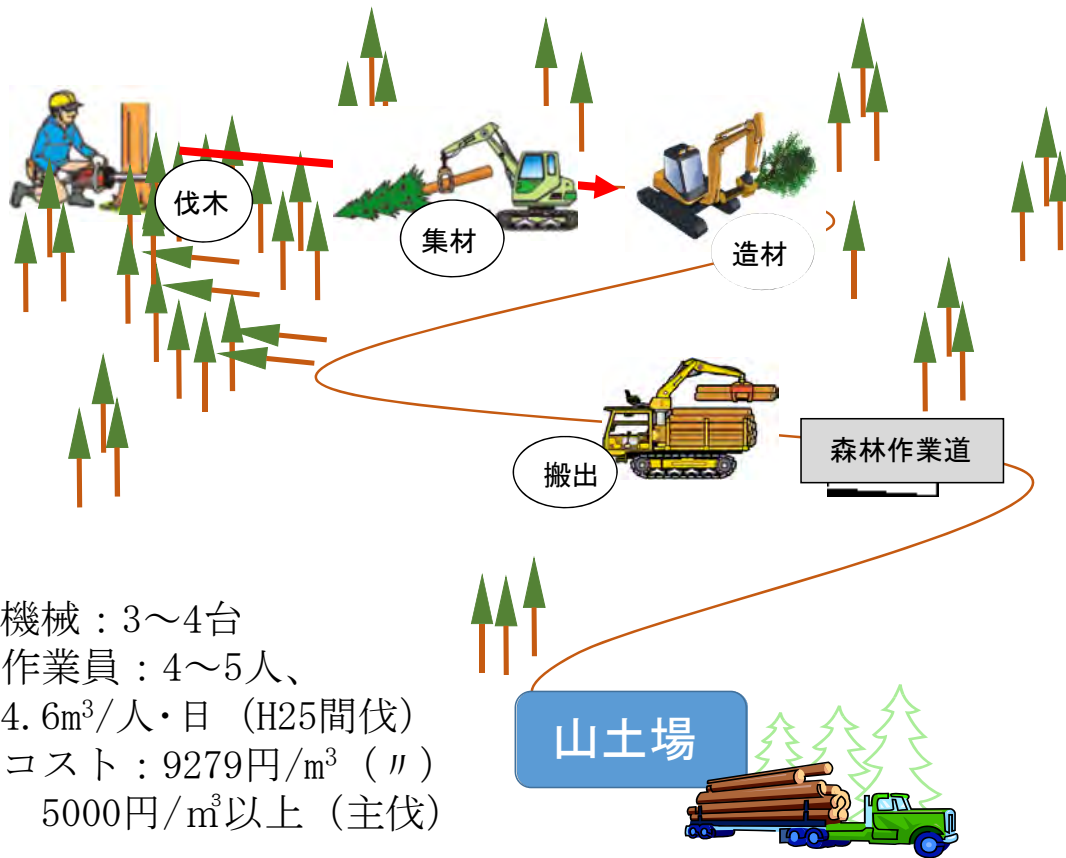 伐木
集材
造材
搬出
森林作業道
機械：3～4台
作業員：4～5人、
4.6m³/人･日（H25間伐）
コスト：9279円/m³（〃）
5000円/㎥以上（主伐）
山土場